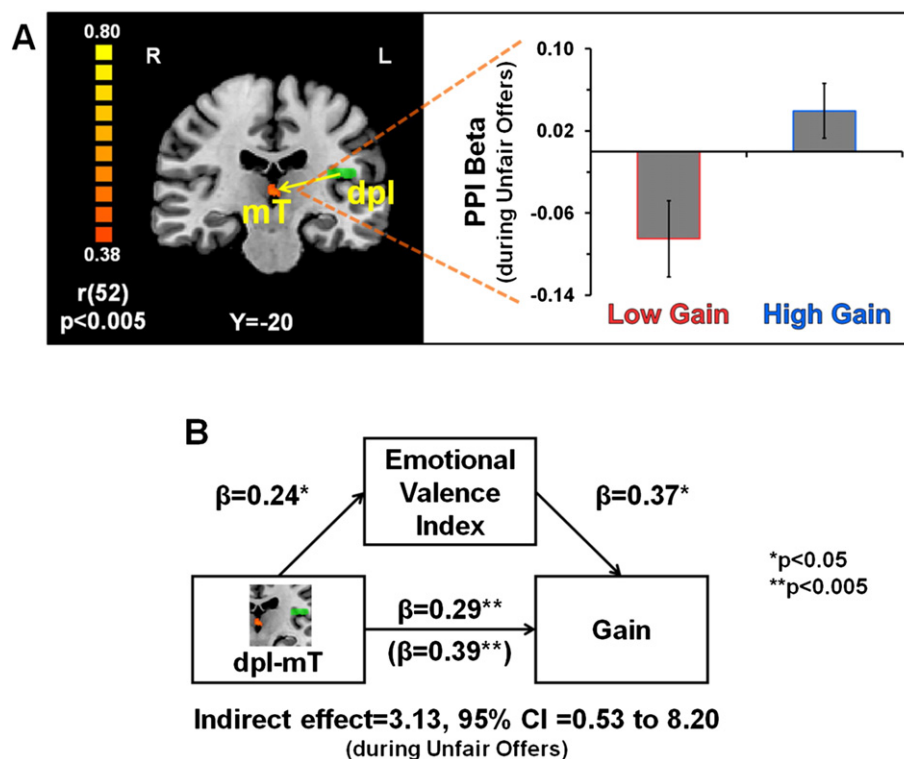 A
0.80
R
L
mT
dpI
0.38
r(52)
p<0.005
Y=-20
PPI Beta
(during Unfair Offers)
0.10
0.02
-0.06
-0.14
Low Gain
High Gain
B
Emotional
Valence
Index
β=0.24*
β=0.37*
*p<0.05
**p<0.005
dpI-mT
β=0.29**
(β=0.39**)
Gain
Indirect effect=3.13, 95% CI =0.53 to 8.20
(during Unfair Offers)